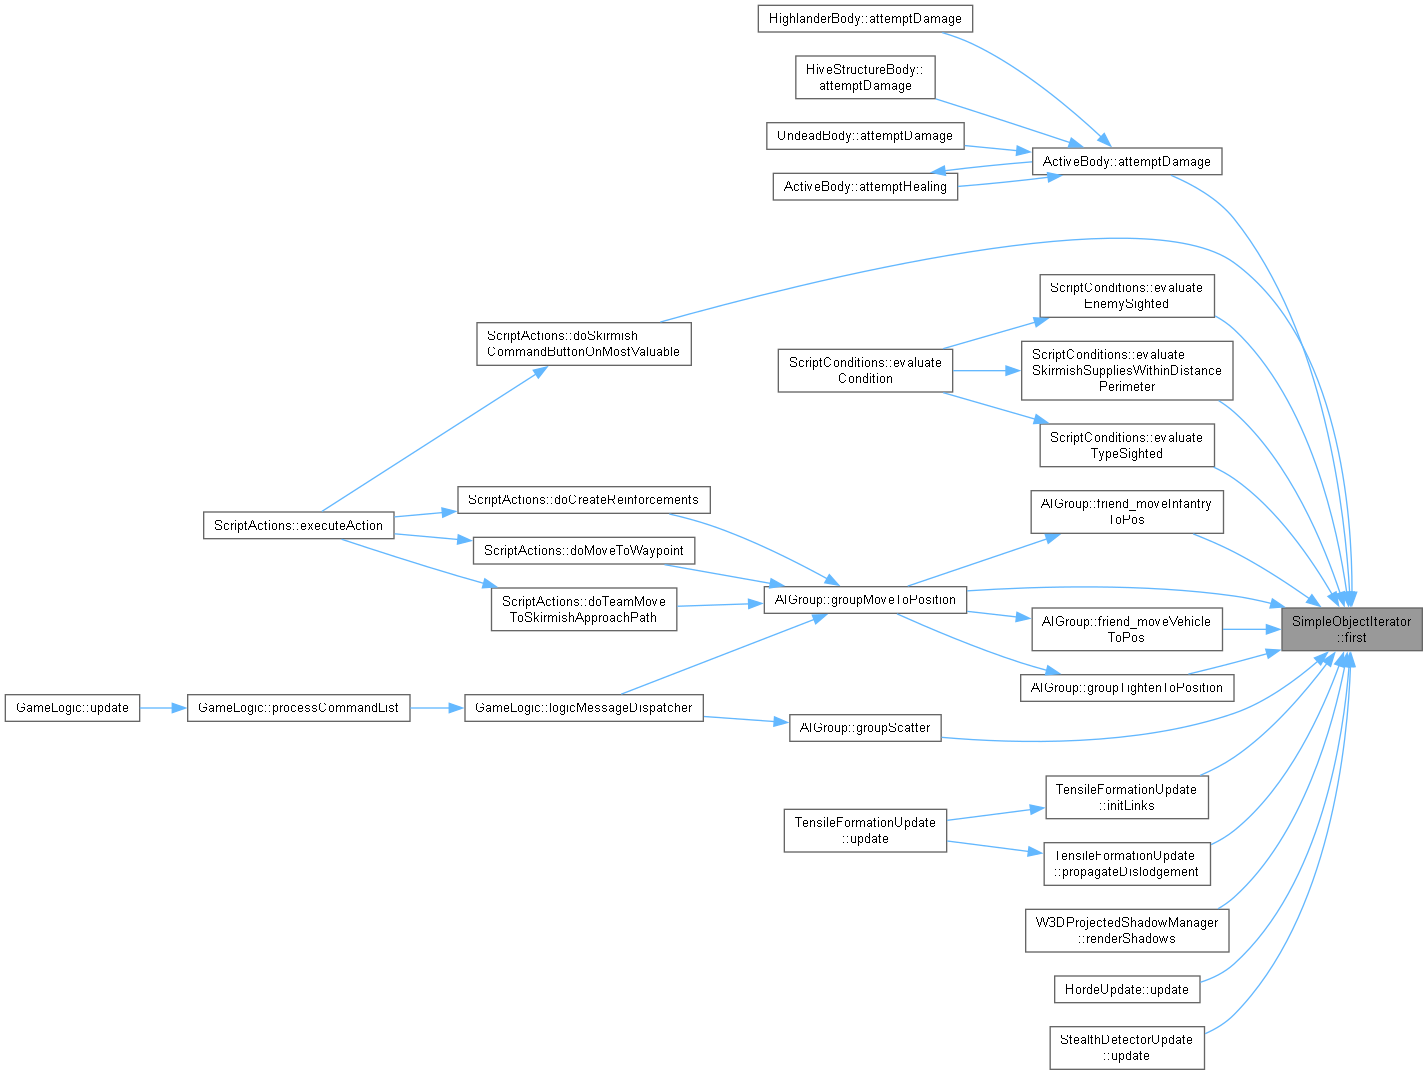 HighlanderBody::attemptDamage
HiveStructureBody::
attemptDamage
UndeadBody::attemptDamage
ActiveBody::attemptDamage
ActiveBody::attemptHealing
ScriptConditions::evaluate
EnemySighted
ScriptActions::doSkirmish
CommandButtonOnMostValuable
ScriptConditions::evaluate
SkirmishSuppliesWithinDistance
Perimeter
ScriptConditions::evaluate
Condition
ScriptConditions::evaluate
TypeSighted
ScriptActions::doCreateReinforcements
AIGroup::friend_moveInfantry
ToPos
ScriptActions::executeAction
ScriptActions::doMoveToWaypoint
AIGroup::groupMoveToPosition
ScriptActions::doTeamMove
ToSkirmishApproachPath
AIGroup::friend_moveVehicle
ToPos
SimpleObjectIterator
::first
AIGroup::groupTightenToPosition
GameLogic::update
GameLogic::processCommandList
GameLogic::logicMessageDispatcher
AIGroup::groupScatter
TensileFormationUpdate
::initLinks
TensileFormationUpdate
::update
TensileFormationUpdate
::propagateDislodgement
W3DProjectedShadowManager
::renderShadows
HordeUpdate::update
StealthDetectorUpdate
::update